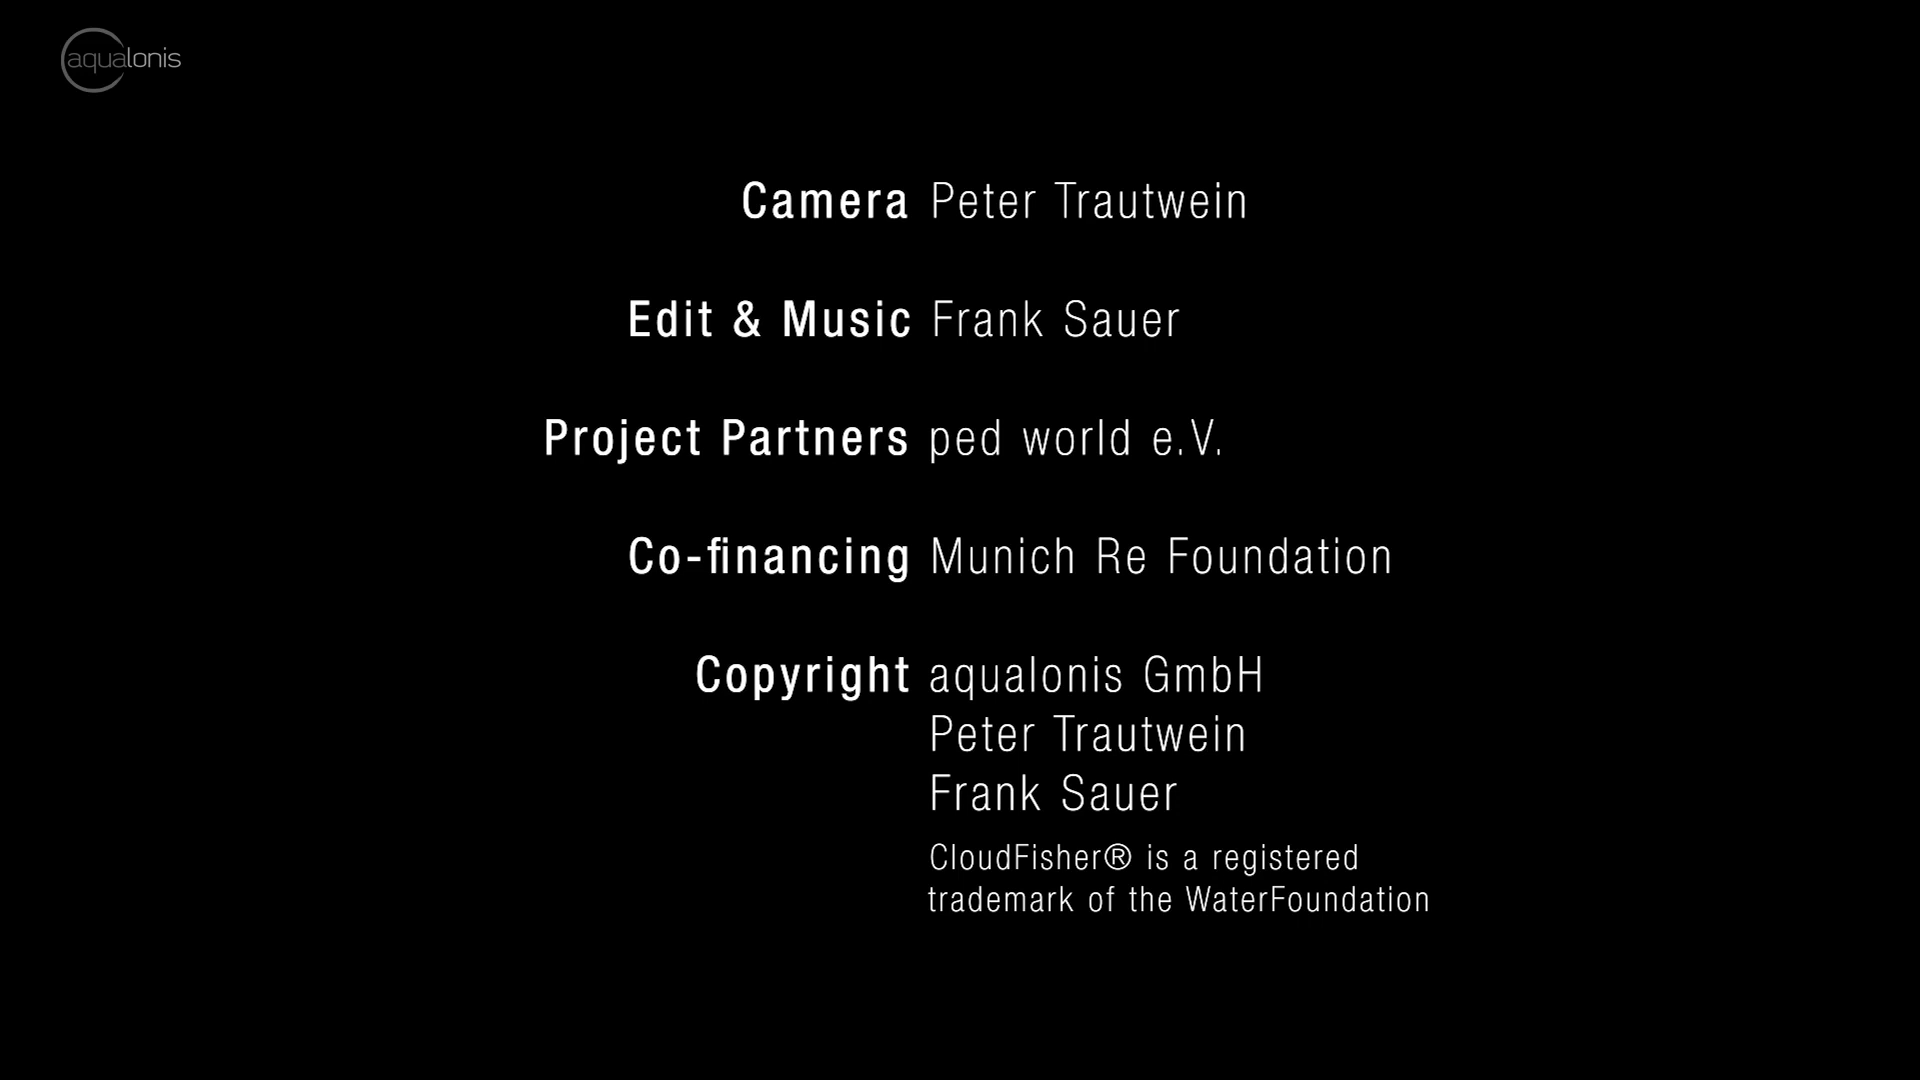 aqualonis
Camera Peter Trautwein
Edit & Music Frank Sauer
Project Partners ped world e.V.
Co-financing Munich Re Foundation
Copyright aqualonis GmbH
Peter Trautwein
Frank Sauer
CloudFisher® is a registered
trademark of the WaterFoundation